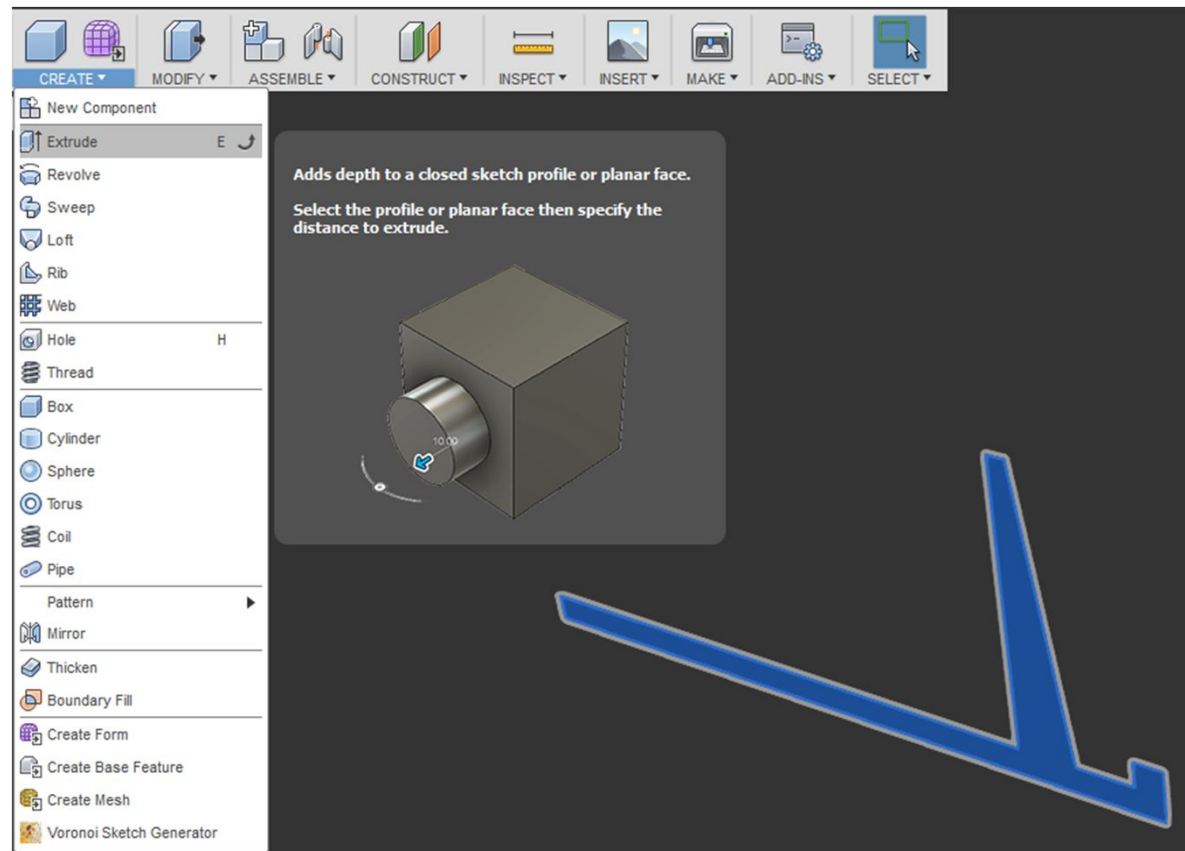 CREATE ▾ MODIFY ▾ ASSEMBLE ▾ CONSTRUCT ▾ INSPECT ▾ INSERT ▾ MAKE ▾ ADD-INS ▾ SELECT ▾
New Component
Extrude E
Revolve
Sweep
Loft
Rib
Web
Hole H
Thread
Box
Cylinder
Sphere
Torus
Coil
Pipe
Pattern
Mirror
Thicken
Boundary Fill
Create Form
Create Base Feature
Create Mesh
Voronoi Sketch Generator
Adds depth to a closed sketch profile or planar face.
Select the profile or planar face then specify the
distance to extrude.
10.00